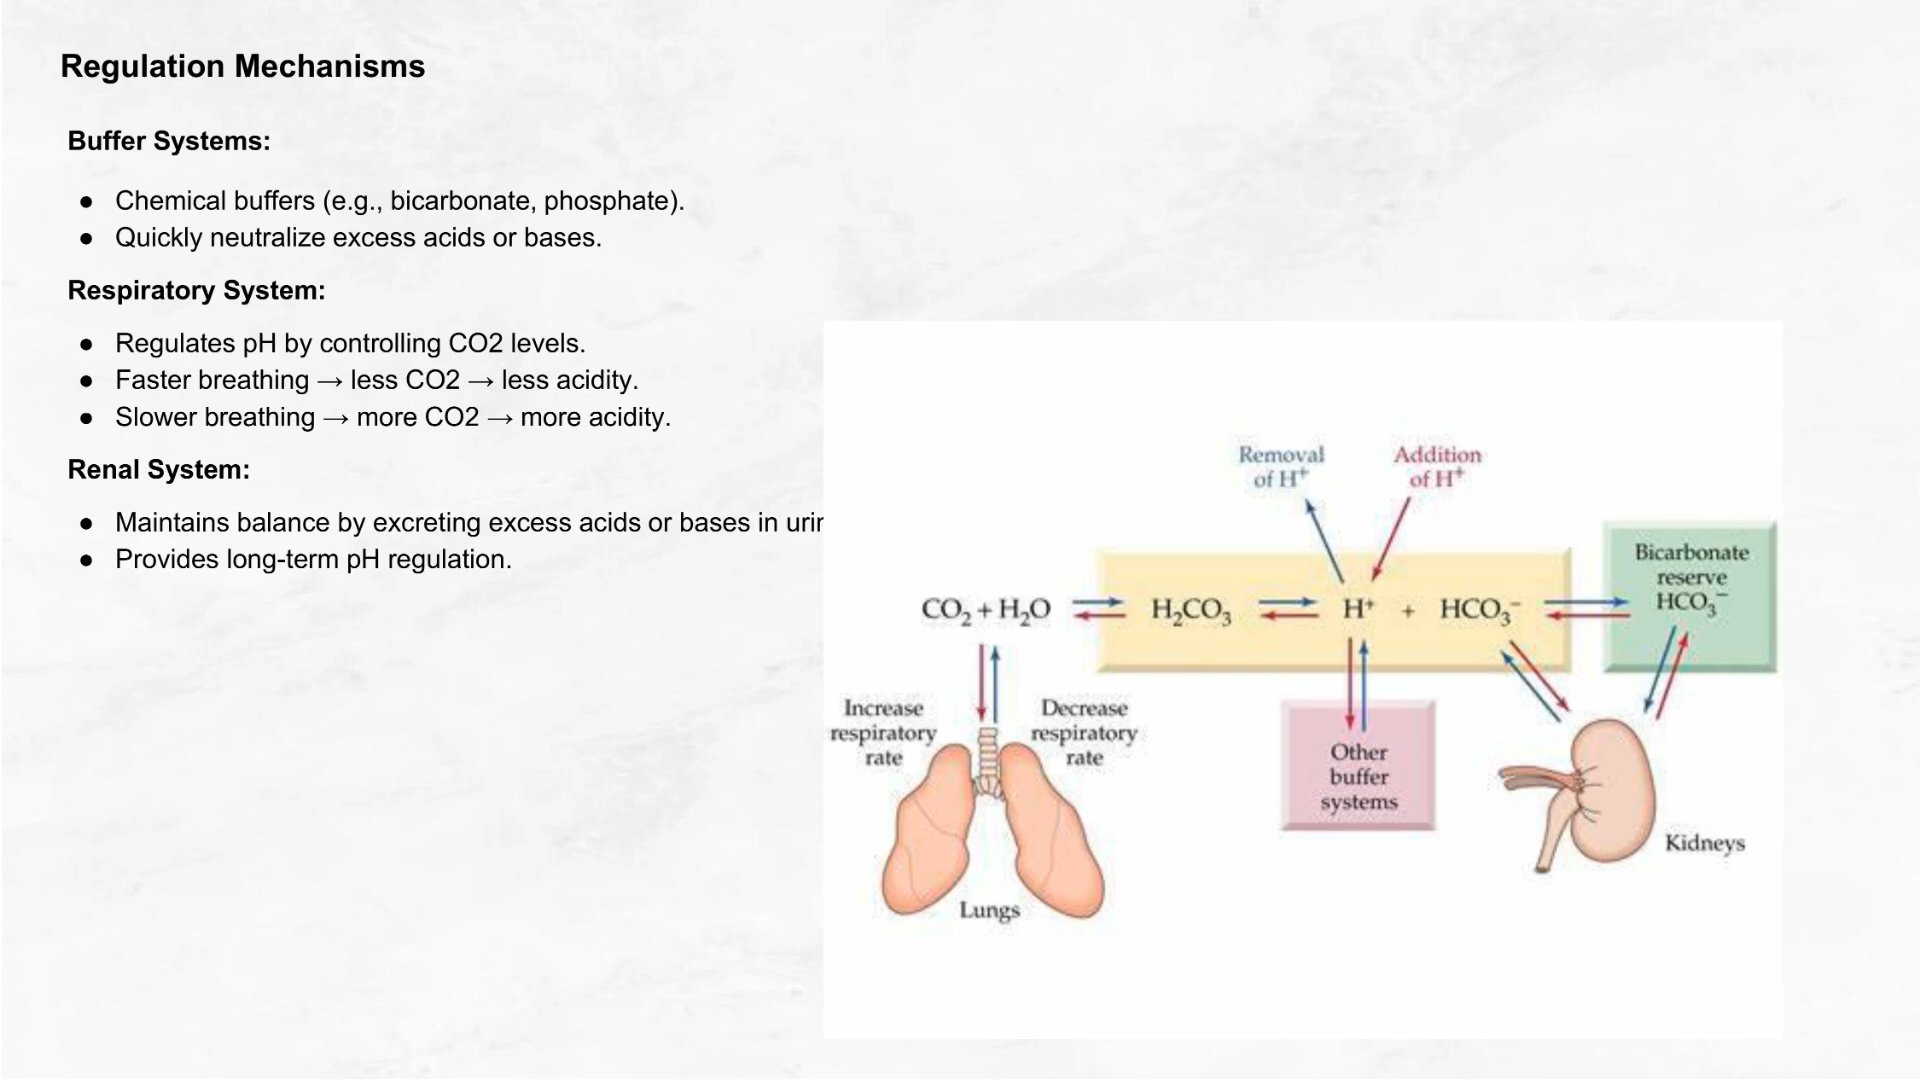 Regulation Mechanisms
Buffer Systems:
● Chemical buffers (e.g., bicarbonate, phosphate).
● Quickly neutralize excess acids or bases.
Respiratory System:
● Regulates pH by controlling CO2 levels.
● Faster breathing → less CO2 → less acidity.
● Slower breathing → more CO2 → more acidity.
Renal System:
● Maintains balance by excreting excess acids or bases in
● Provides long-term pH regulation.
Removal
of H⁺
Addition
of H⁺
Bicarbonate
reserve
HCO₃⁻
CO₂ + H₂O
H₂CO₃
H⁺ + HCO₃⁻
Increase
respiratory
rate
Decrease
respiratory
rate
Other
buffer
systems
Kidneys
Lungs